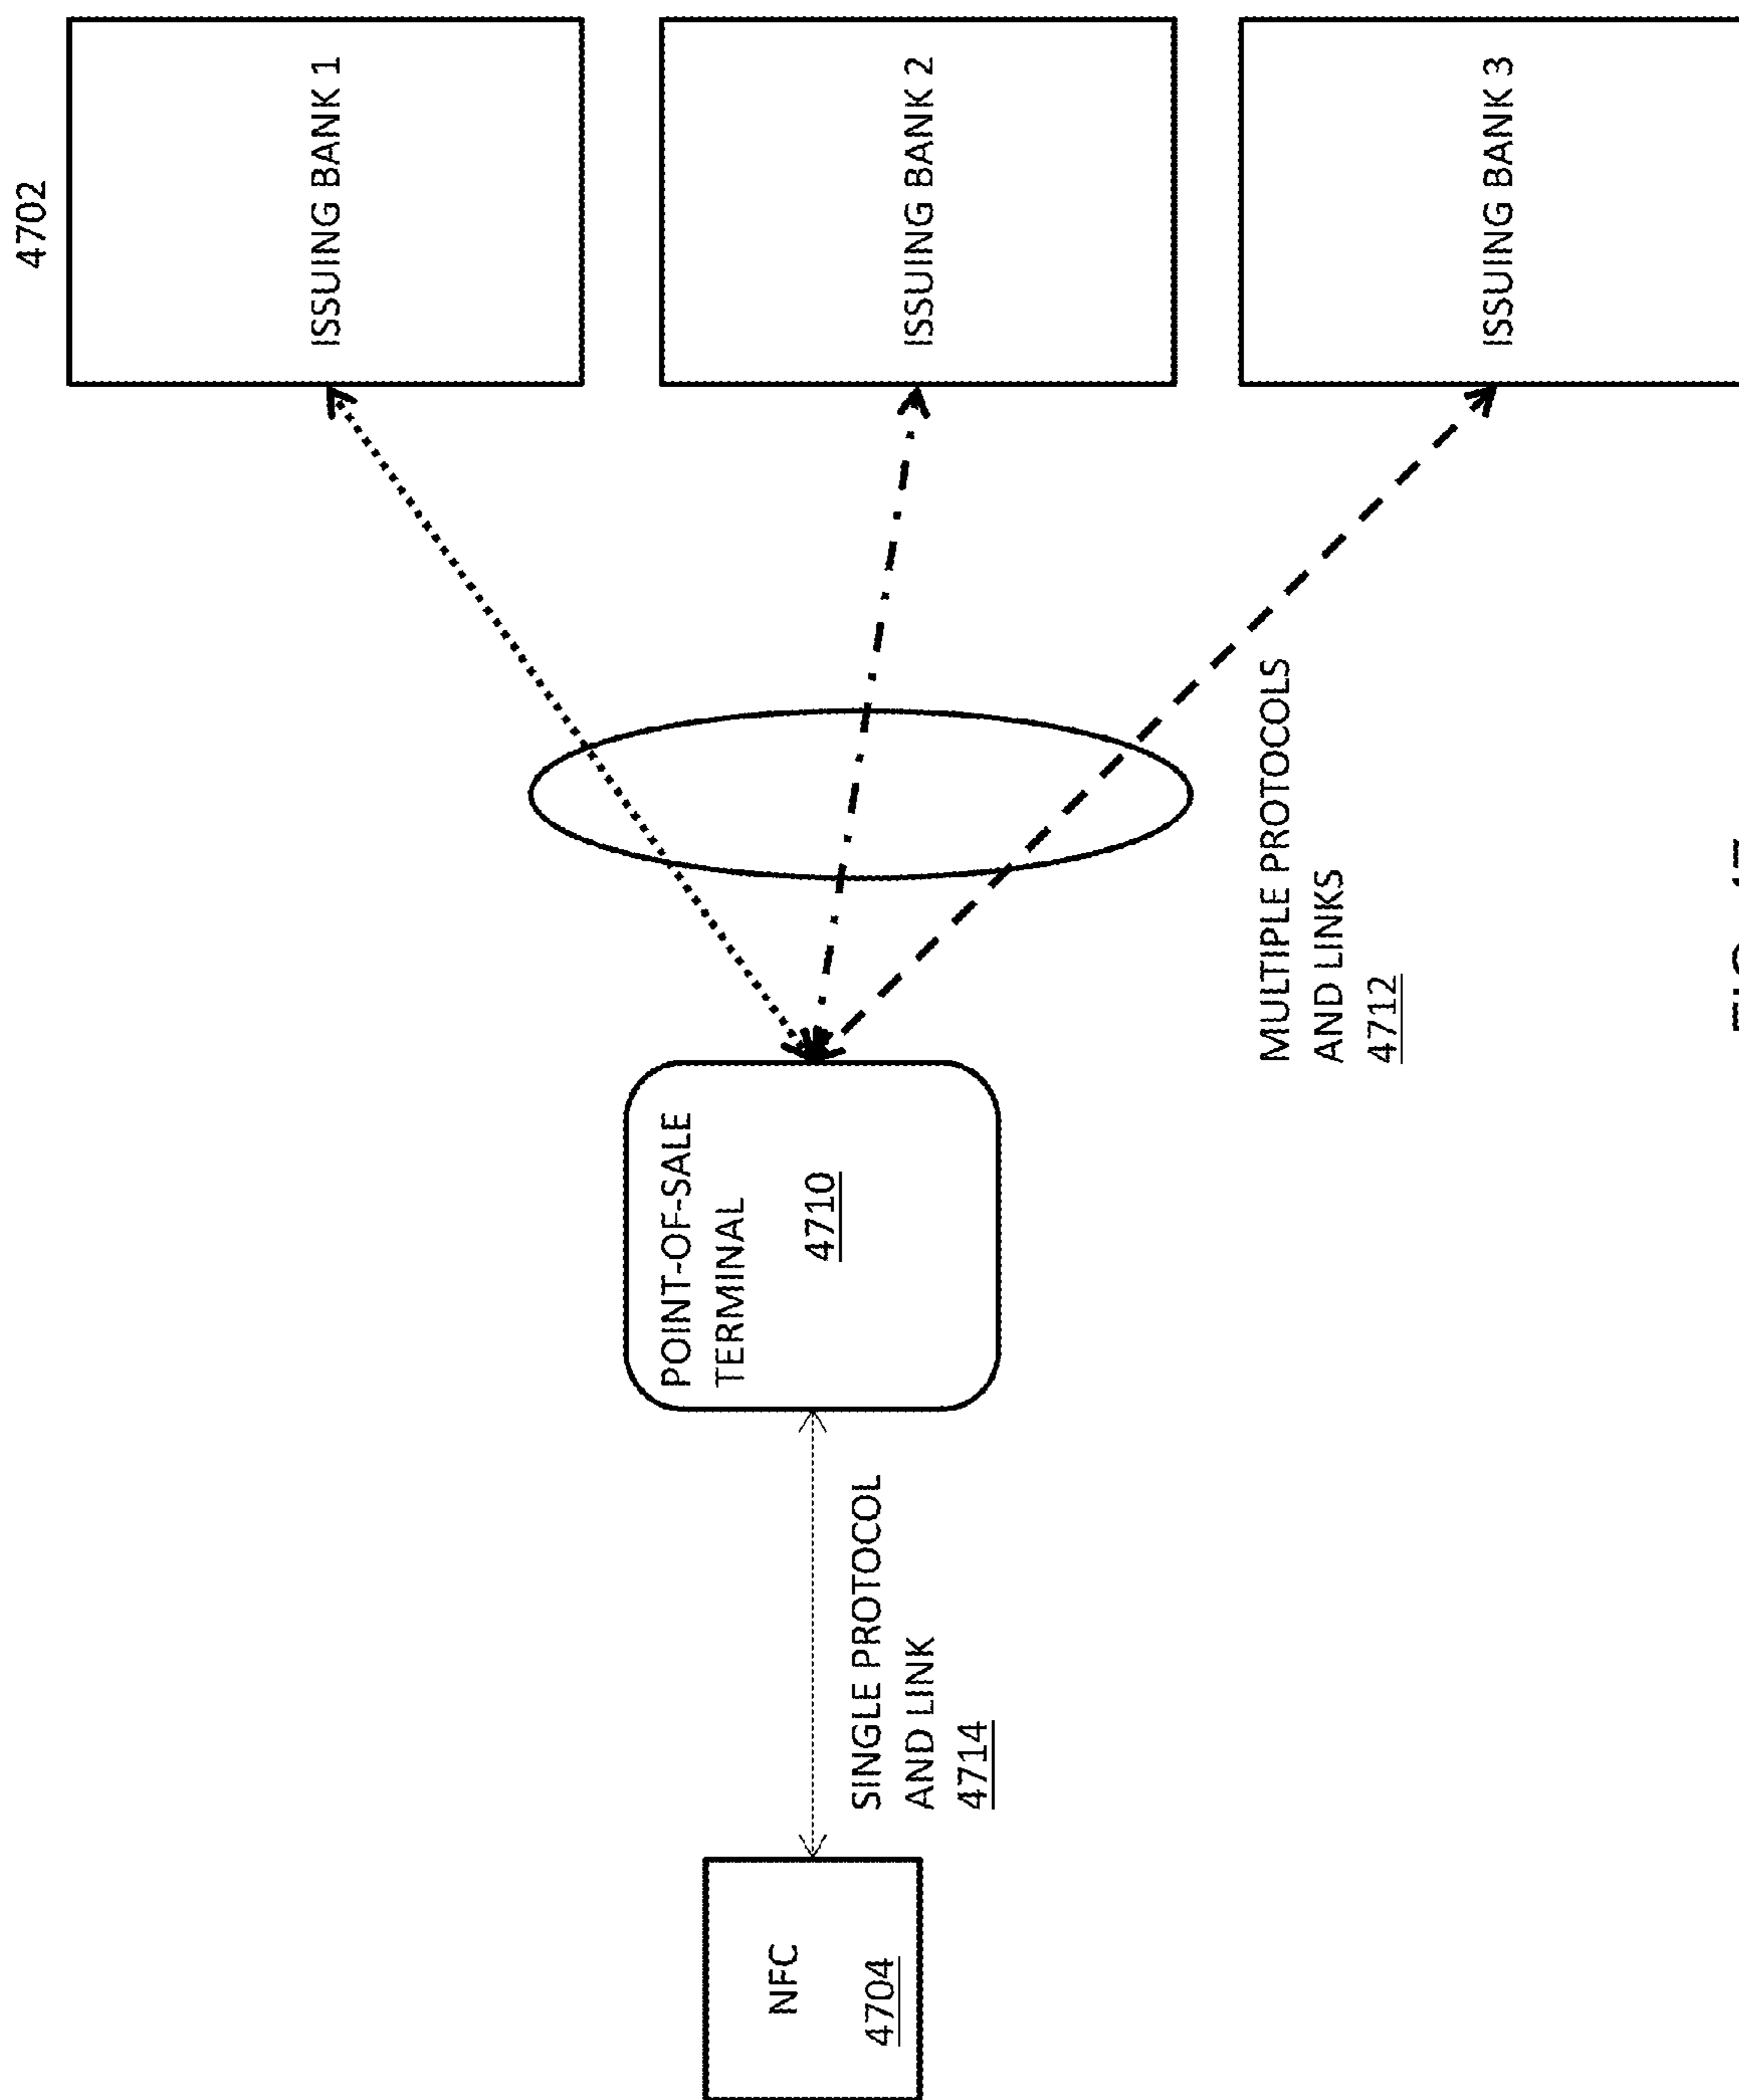 4702
ISSUING BANK 1
ISSUING BANK 2
ISSUING BANK 3
MULTIPLE PROTOCOLS
AND LINKS
4712
POINT-OF-SALE
TERMINAL
4710
SINGLE PROTOCOL
AND LINK
4714
NFC
4704